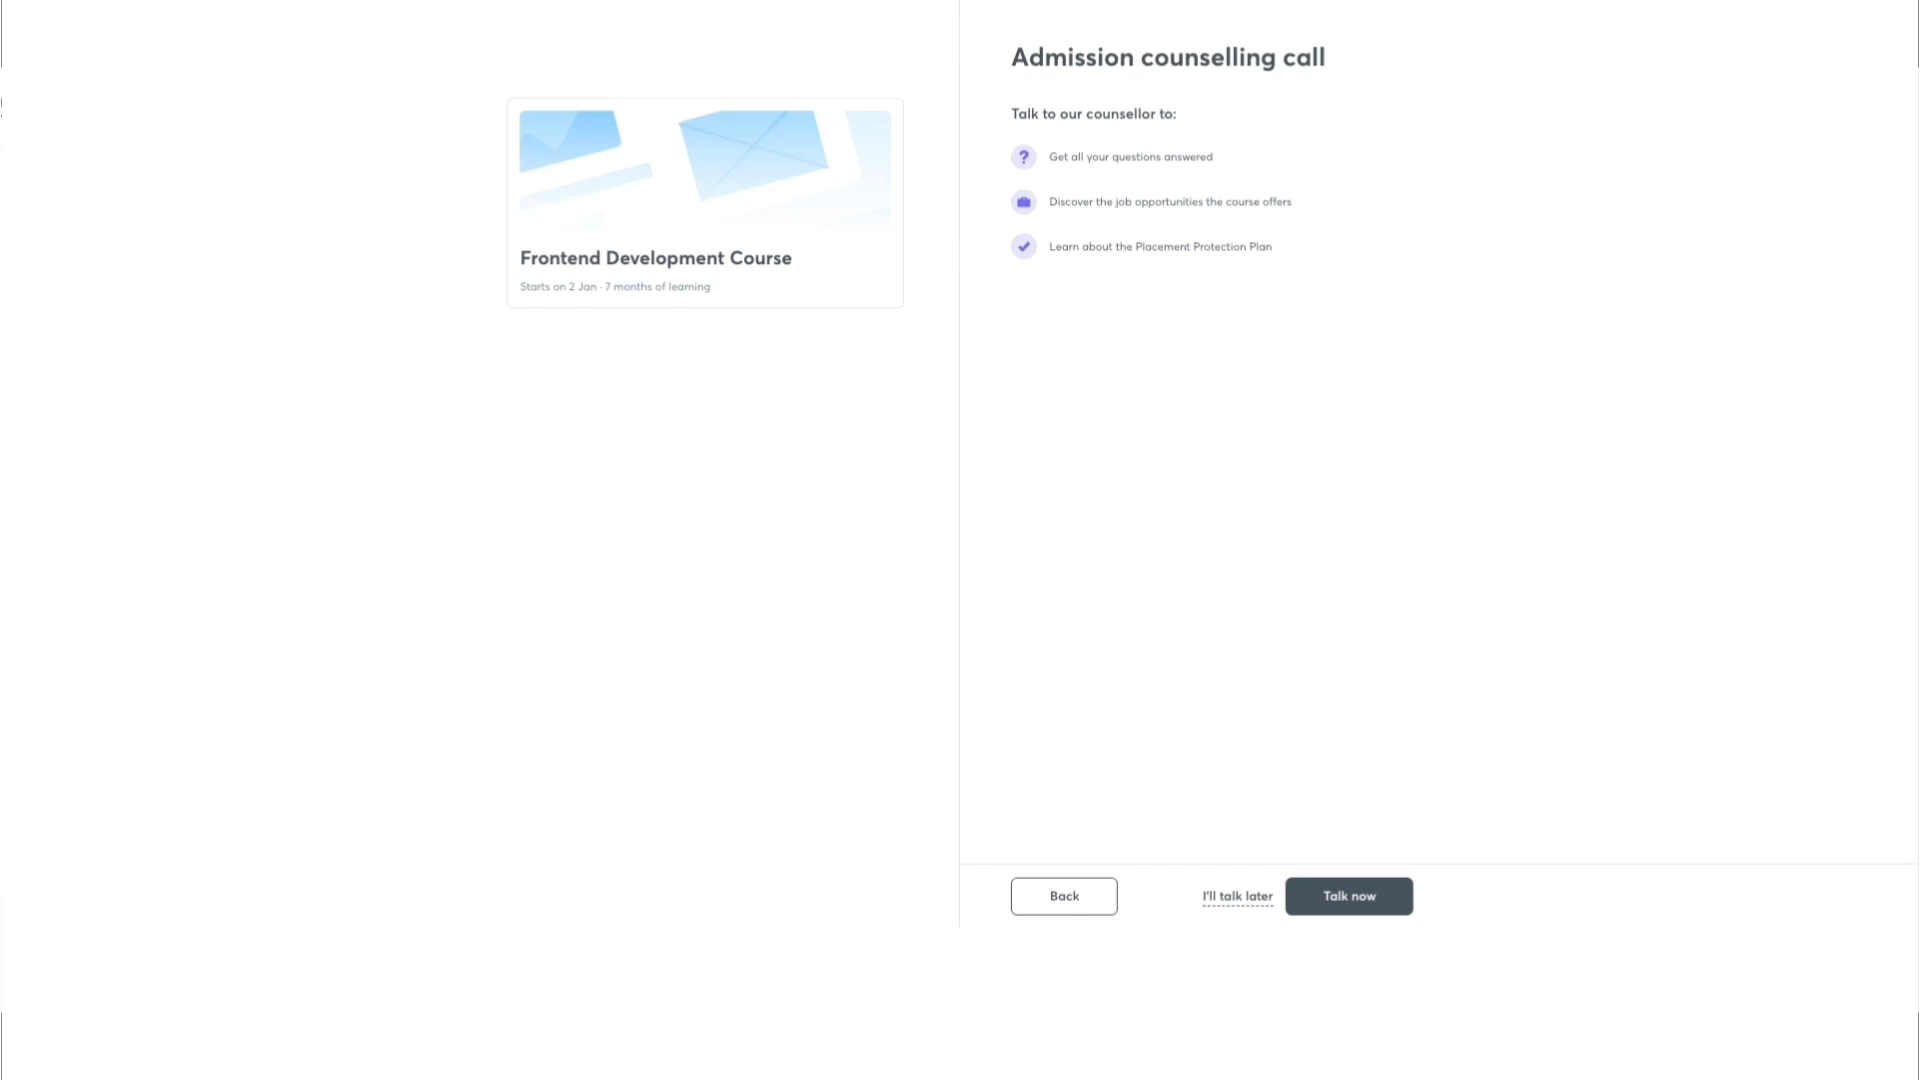 Frontend Development Course
Starts on 2 Jan · 7 months of learning
Admission counselling call
Talk to our counsellor to:
? Get all your questions answered
Discover the job opportunities the course offers
Learn about the Placement Protection Plan
Back
I'll talk later
Talk now